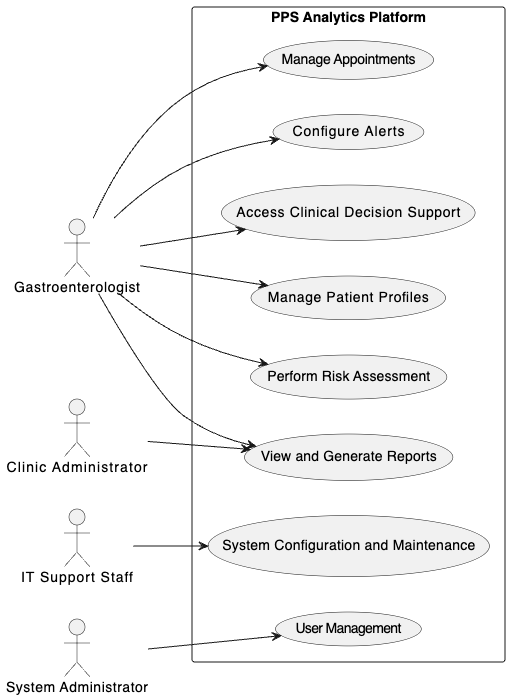 PPS Analytics Platform
Manage Appointments
Configure Alerts
Access Clinical Decision Support
Gastroenterologist
Manage Patient Profiles
Perform Risk Assessment
Clinic Administrator
View and Generate Reports
System Configuration and Maintenance
IT Support Staff
User Management
System Administrator